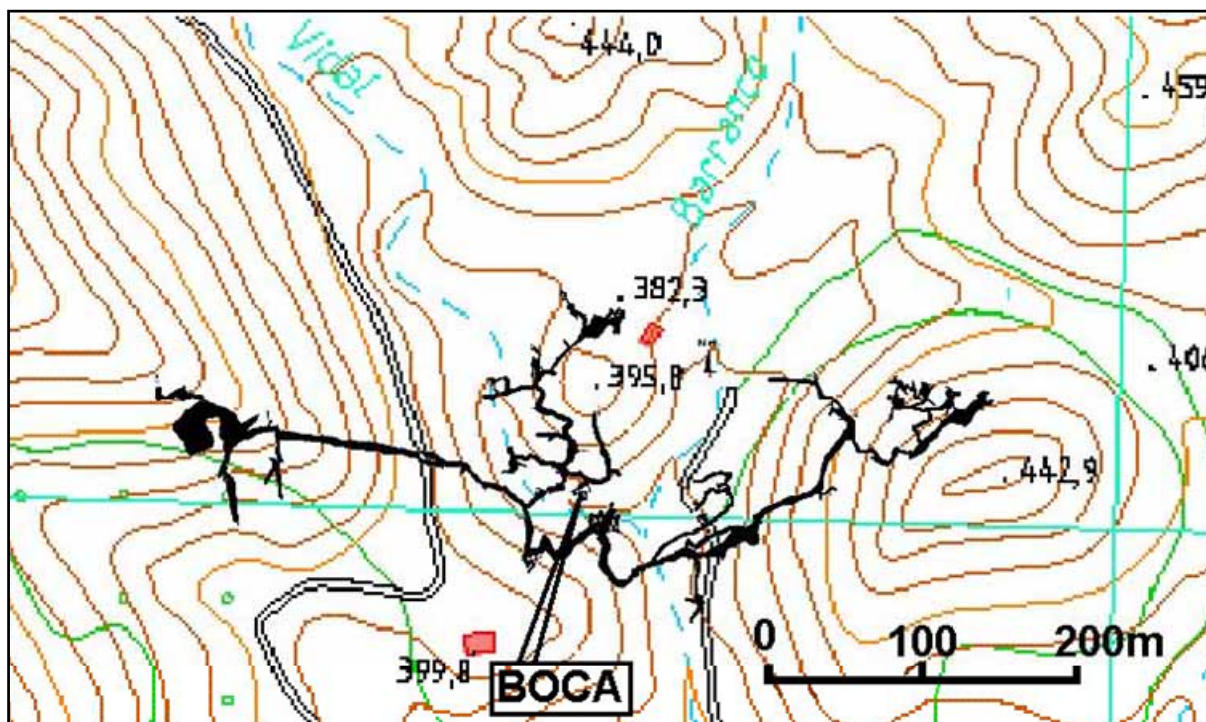 444,0
Vidal
Barranco
. 459
. 382,3
. 395,8
. 406
. 442,9
399,8
BOCA
0 100 200m